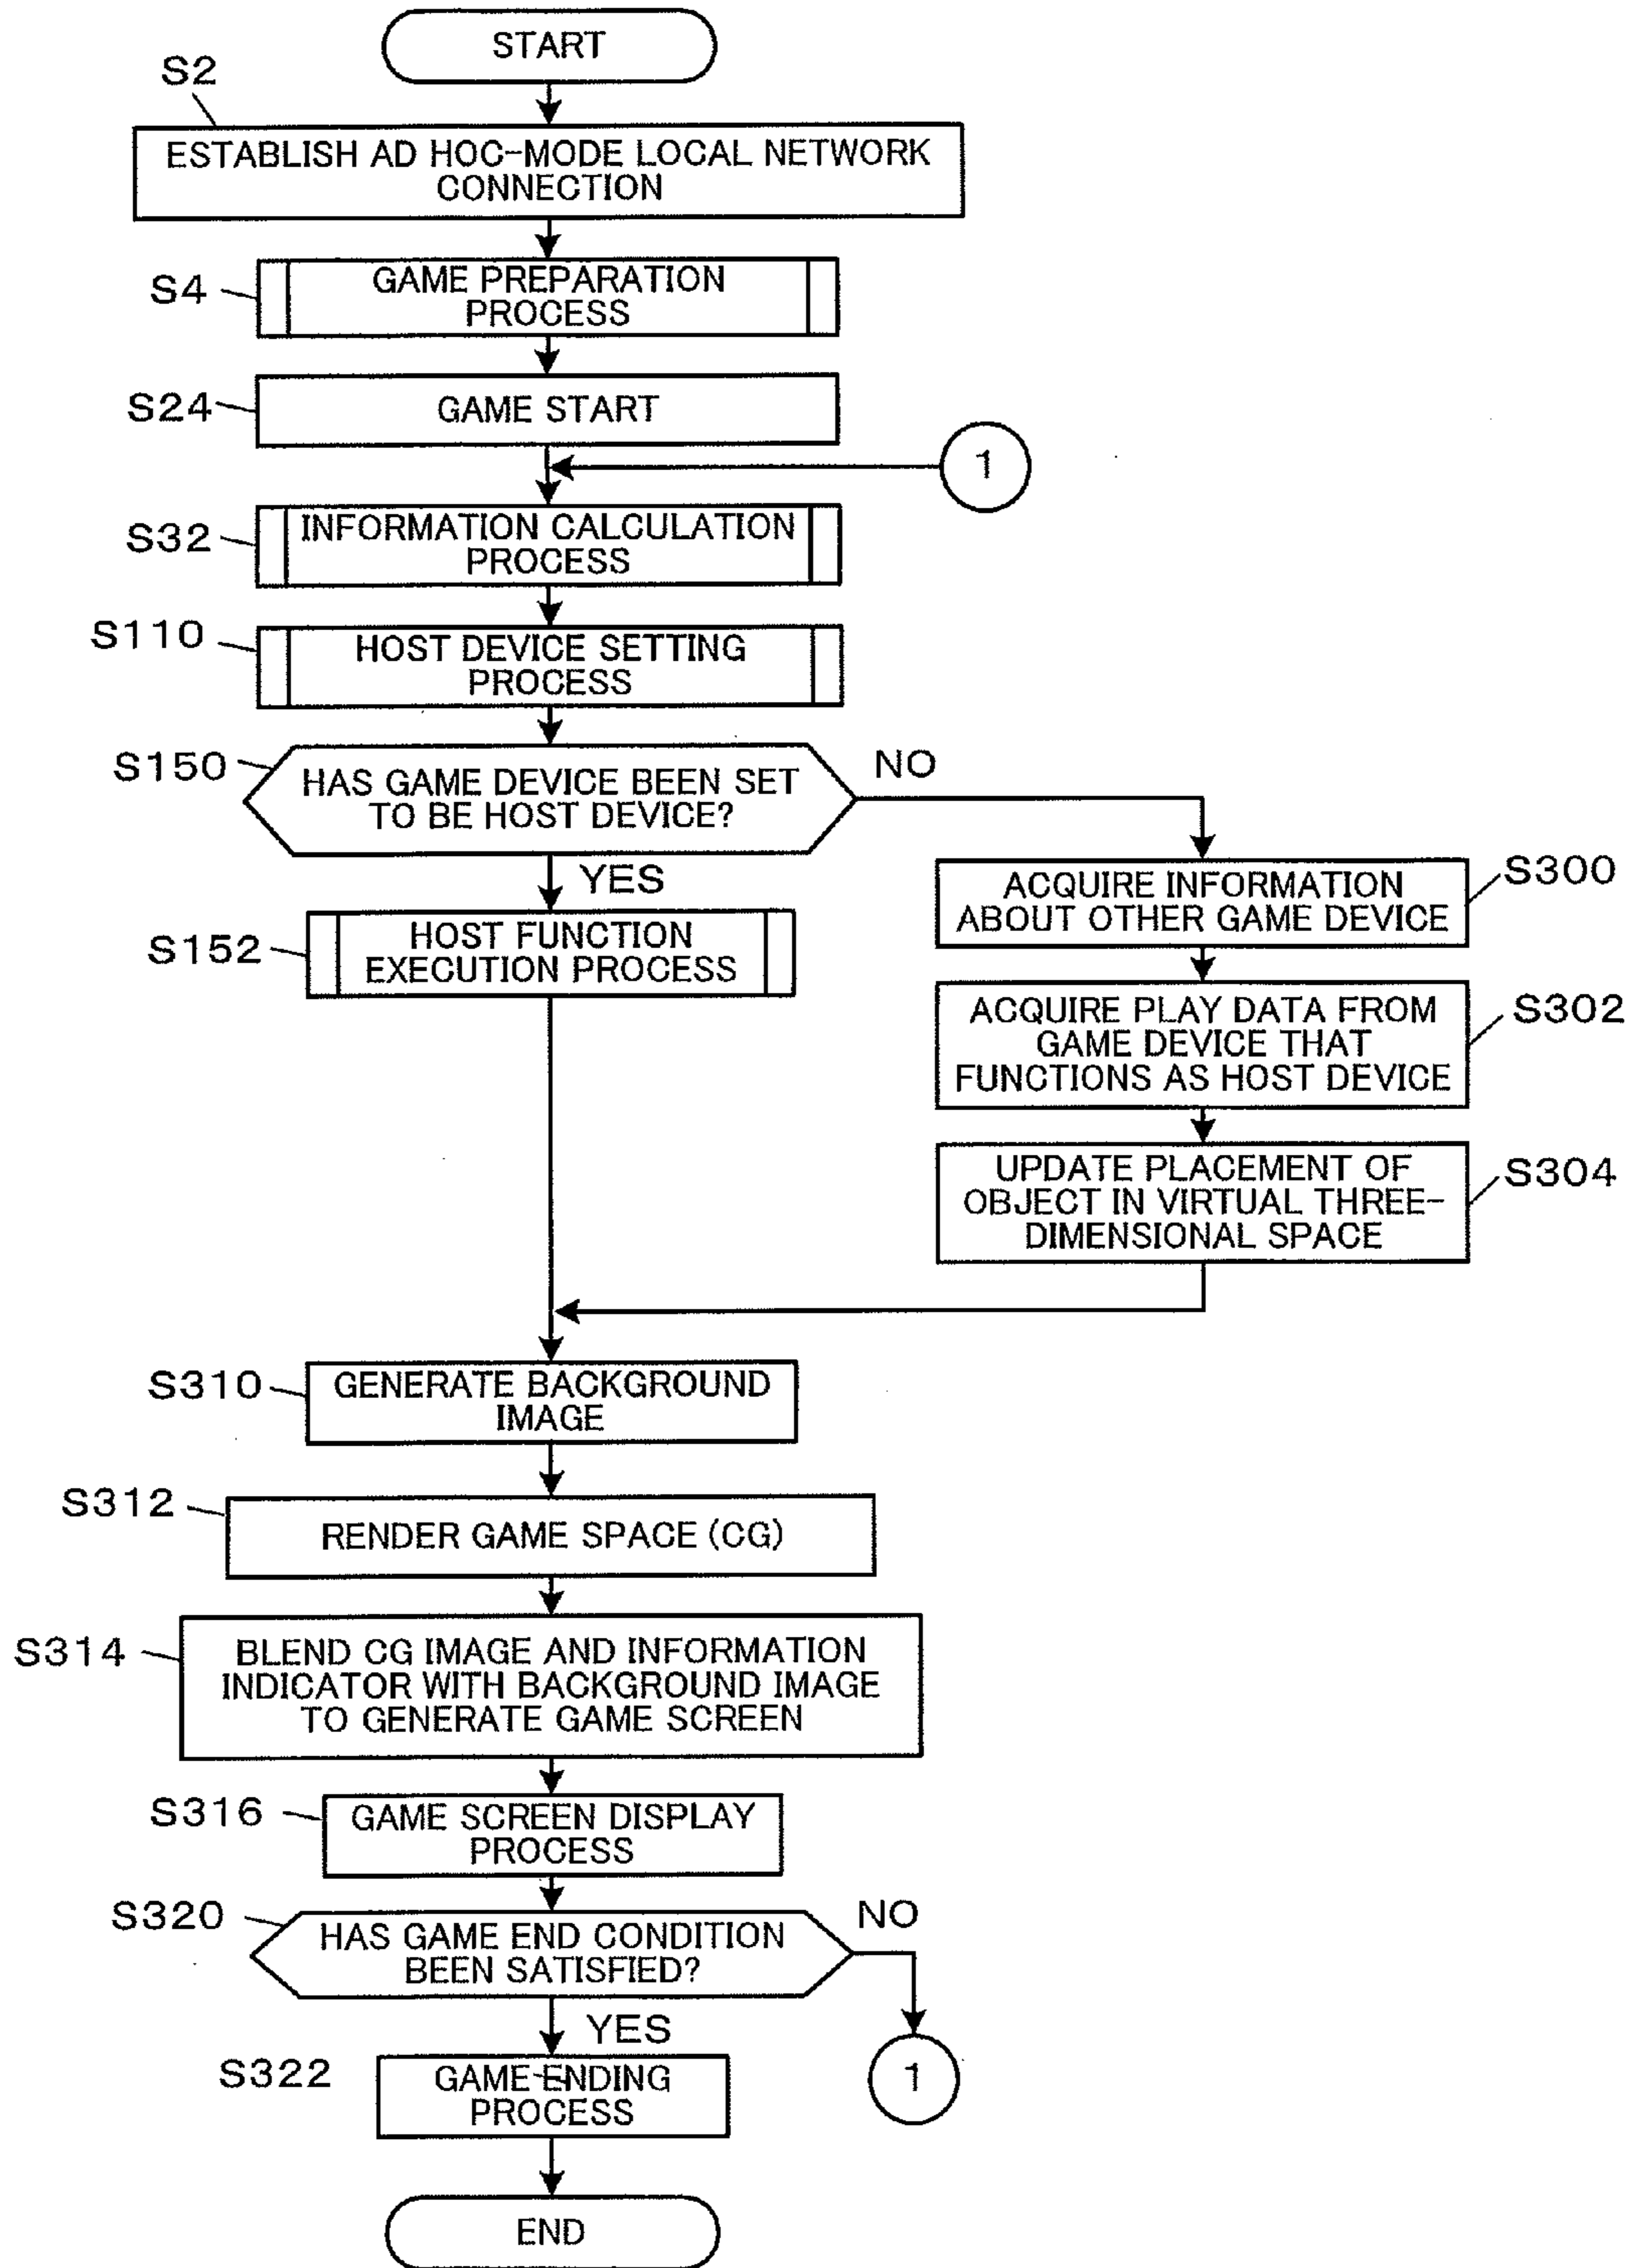 START
S2
ESTABLISH AD HOC-MODE LOCAL NETWORK
CONNECTION
S4
GAME PREPARATION
PROCESS
S24
GAME START
1
S32
INFORMATION CALCULATION
PROCESS
S110
HOST DEVICE SETTING
PROCESS
S150
HAS GAME DEVICE BEEN SET
TO BE HOST DEVICE?
NO
YES
S152
HOST FUNCTION
EXECUTION PROCESS
ACQUIRE INFORMATION
ABOUT OTHER GAME DEVICE
S300
ACQUIRE PLAY DATA FROM
GAME DEVICE THAT
FUNCTIONS AS HOST DEVICE
S302
UPDATE PLACEMENT OF
OBJECT IN VIRTUAL THREE-
DIMENSIONAL SPACE
S304
S310
GENERATE BACKGROUND
IMAGE
S312
RENDER GAME SPACE (CG)
S314
BLEND CG IMAGE AND INFORMATION
INDICATOR WITH BACKGROUND IMAGE
TO GENERATE GAME SCREEN
S316
GAME SCREEN DISPLAY
PROCESS
S320
HAS GAME END CONDITION
BEEN SATISFIED?
NO
YES
1
S322
GAME-ENDING
PROCESS
END